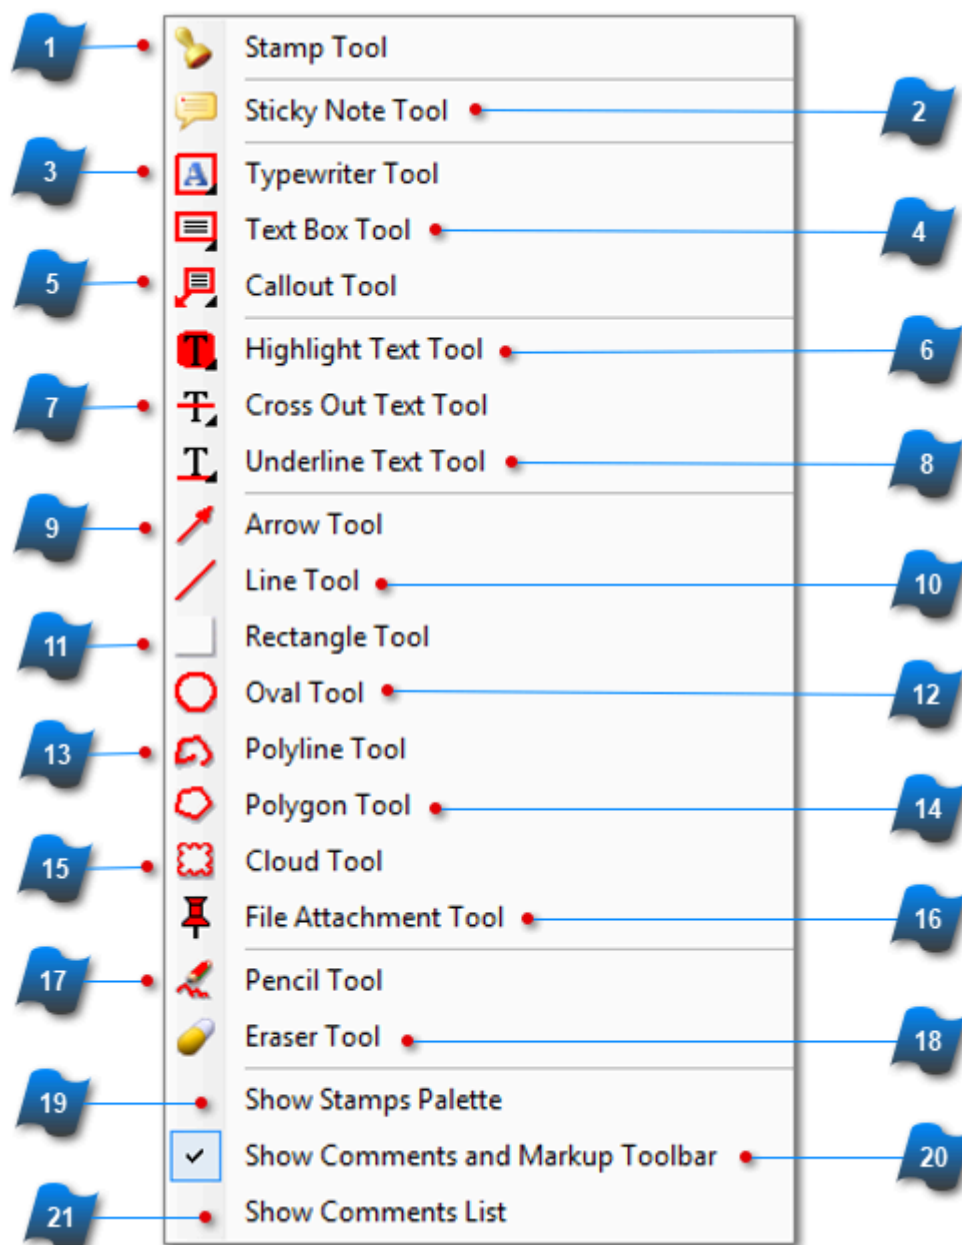 1 Stamp Tool
Sticky Note Tool 2
3 Typewriter Tool
Text Box Tool 4
5 Callout Tool
Highlight Text Tool 6
7 Cross Out Text Tool
Underline Text Tool 8
9 Arrow Tool
Line Tool 10
11 Rectangle Tool
Oval Tool 12
13 Polyline Tool
Polygon Tool 14
15 Cloud Tool
File Attachment Tool 16
17 Pencil Tool
Eraser Tool 18
19 Show Stamps Palette
Show Comments and Markup Toolbar 20
21 Show Comments List